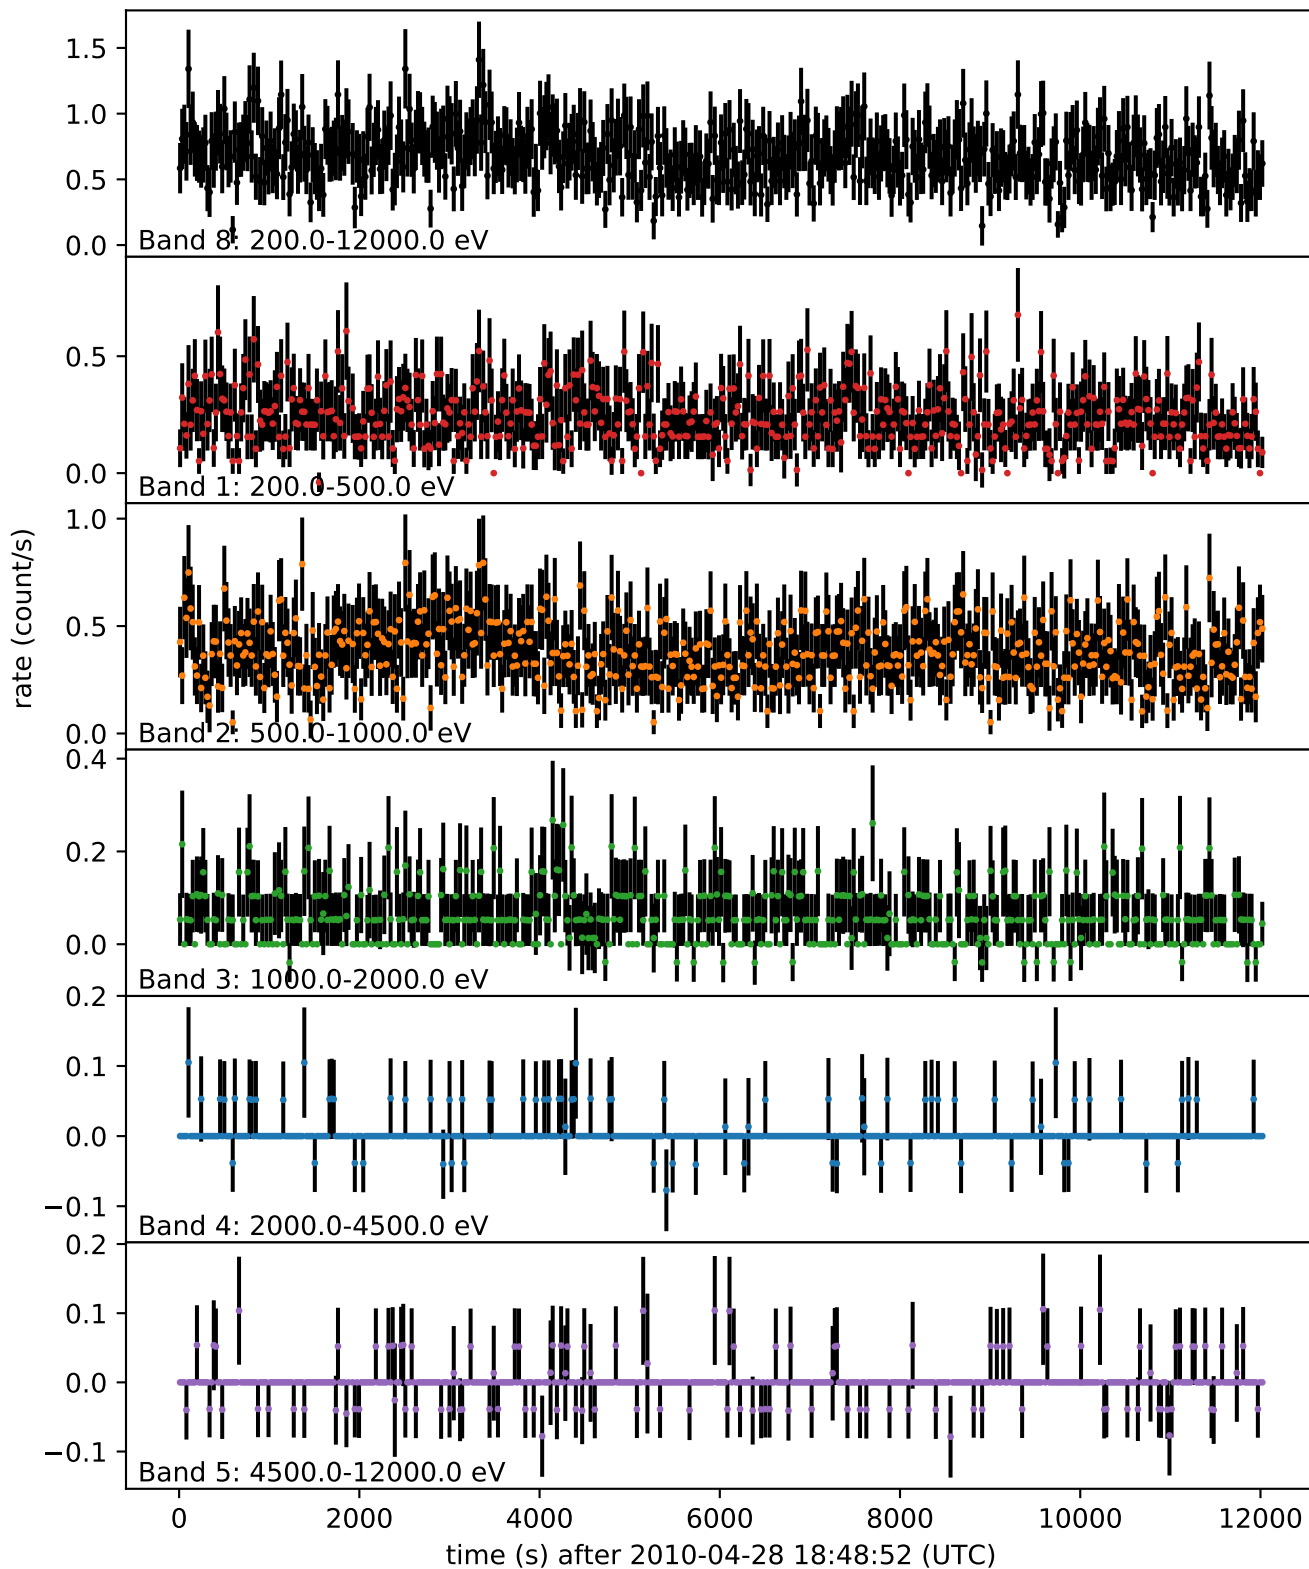 1.5
1.0
0.5
0.0
Band 8: 200.0-12000.0 eV
0.5
0.0
Band 1: 200.0-500.0 eV
1.0
0.5
0.0
Band 2: 500.0-1000.0 eV
rate (count/s)
0.4
0.2
0.0
Band 3: 1000.0-2000.0 eV
0.2
0.1
0.0
−0.1
Band 4: 2000.0-4500.0 eV
0.2
0.1
0.0
−0.1
Band 5: 4500.0-12000.0 eV
0 2000 4000 6000 8000 10000 12000
time (s) after 2010-04-28 18:48:52 (UTC)